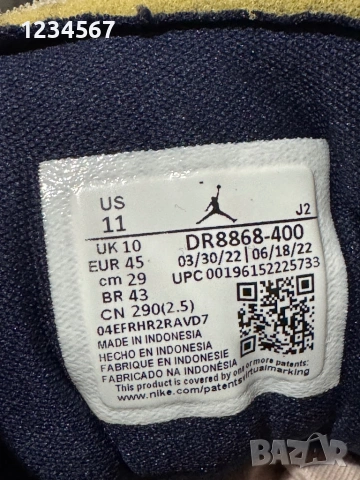 1234567
US
11
J2
UK 10
EUR 45
cm 29
BR 43
CN 290(2.5)
DR8868-400
03/30/22 | 06/18/22
UPC 00196152225733
04EFRHR2RAVD7
MADE IN INDONESIA
HECHO EN INDONESIA
FABRIQUE EN INDONESIE
FABRICADO NA INDONÉSIA
This product is covered by one or more patents:
www.nike.com/patentsvirtualmarking
BAZAR
bg